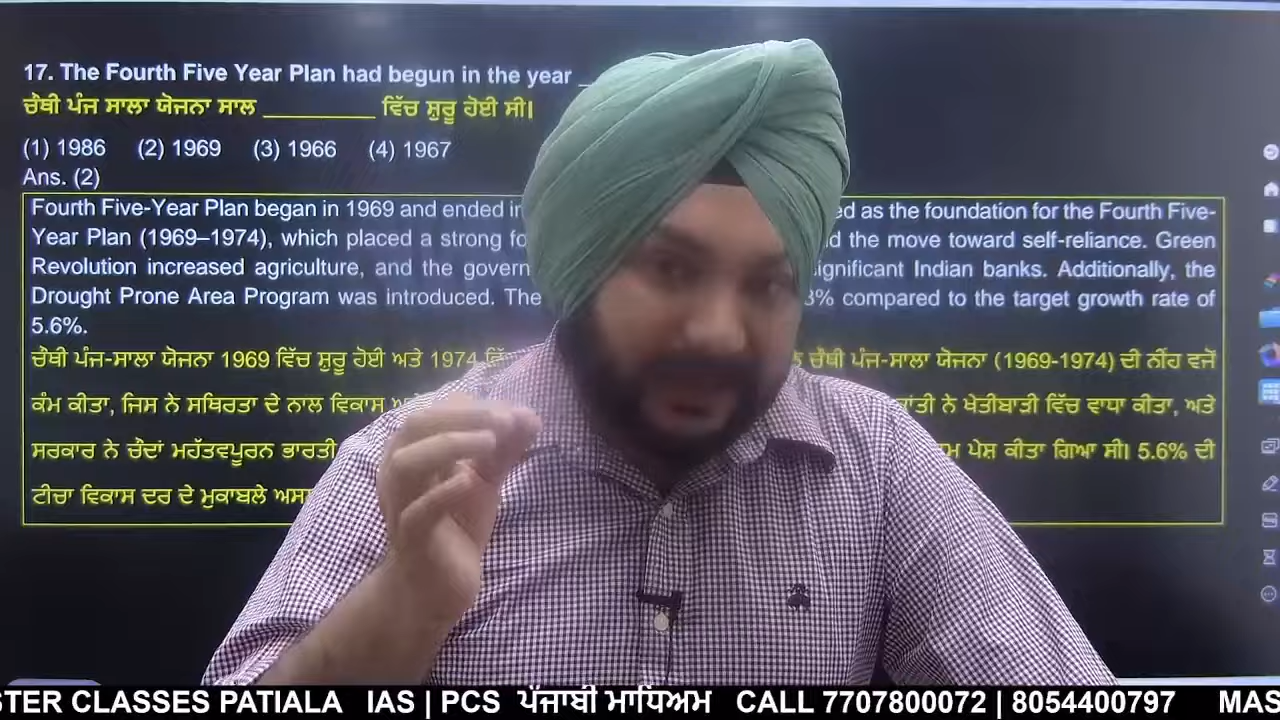 17. The Fourth Five Year Plan had begun in the year _
ਚੌਥੀ ਪੰਜ ਸਾਲਾ ਯੋਜਨਾ ਸਾਲ _________ ਵਿੱਚ ਸ਼ੁਰੂ ਹੋਈ ਸੀ।
(1) 1986 (2) 1969 (3) 1966 (4) 1967
Ans. (2)
Fourth Five-Year Plan began in 1969 and ended in ed as the foundation for the Fourth Five-
Year Plan (1969–1974), which placed a strong fo d the move toward self-reliance. Green
Revolution increased agriculture, and the govern ignificant Indian banks. Additionally, the
Drought Prone Area Program was introduced. The 3% compared to the target growth rate of
5.6%.
ਚੌਥੀ ਪੰਜ-ਸਾਲਾ ਯੋਜਨਾ 1969 ਵਿੱਚ ਸ਼ੁਰੂ ਹੋਈ ਅਤੇ 1974 ਚੌਥੀ ਪੰਜ-ਸਾਲਾ ਯੋਜਨਾ (1969-1974) ਦੀ ਨੀਂਹ ਵਜੋਂ
ਕੰਮ ਕੀਤਾ, ਜਿਸ ਨੇ ਸਥਿਰਤਾ ਦੇ ਨਾਲ ਵਿਕਾਸ ਰਾਂਤੀ ਨੇ ਖੇਤੀਬਾੜੀ ਵਿੱਚ ਵਾਧਾ ਕੀਤਾ, ਅਤੇ
ਸਰਕਾਰ ਨੇ ਚੌਦਾਂ ਮਹੱਤਵਪੂਰਨ ਭਾਰਤੀ ਮ ਪੇਸ਼ ਕੀਤਾ ਗਿਆ ਸੀ। 5.6% ਦੀ
ਟੀਚਾ ਵਿਕਾਸ ਦਰ ਦੇ ਮੁਕਾਬਲੇ ਅਸ
STER CLASSES PATIALA IAS | PCS ਪੰਜਾਬੀ ਮਾਧਿਅਮ CALL 7707800072 | 8054400797 MAS